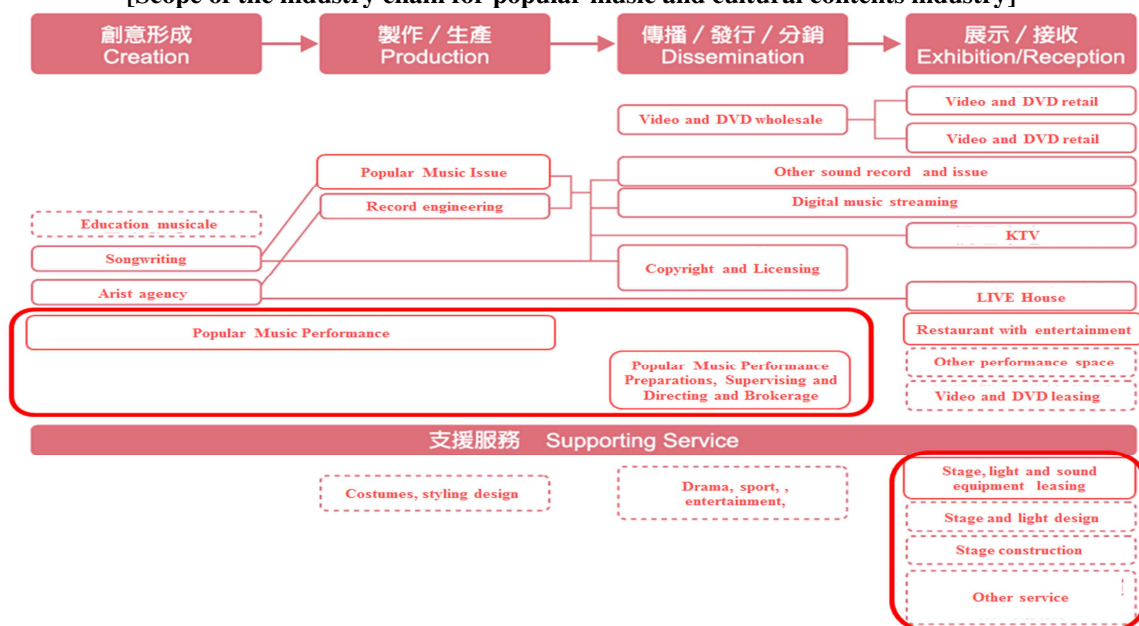 [Scope of the industry chain for popular music and cultural contents industry]
創意形成
Creation
製作／生產
Production
傳播／發行／分銷
Dissemination
展示／接收
Exhibition/Reception
Video and DVD wholesale
Video and DVD retail
Video and DVD retail
Popular Music Issue
Other sound record and issue
Record engineering
Digital music streaming
Education musicale
Songwriting
KTV
Copyright and Licensing
Arist agency
LIVE House
Popular Music Performance
Restaurant with entertainment
Popular Music Performance
Preparations, Supervising and
Directing and Brokerage
Other performance space
Video and DVD leasing
支援服務 Supporting Service
Costumes, styling design
Drama, sport, ,
entertainment,
Stage, light and sound
equipment leasing
Stage and light design
Stage construction
Other service